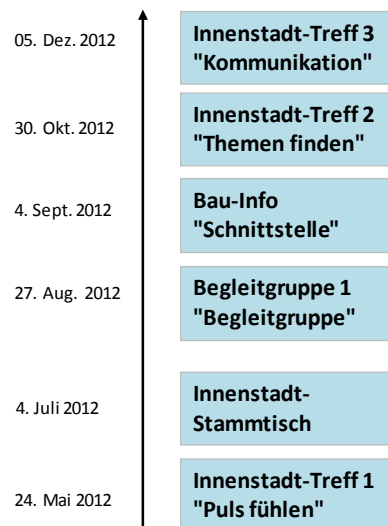 05. Dez. 2012
Innenstadt-Treff 3
"Kommunikation"
30. Okt. 2012
Innenstadt-Treff 2
"Themen finden"
4. Sept. 2012
Bau-Info
"Schnittstelle"
27. Aug. 2012
Begleitgruppe 1
"Begleitgruppe"
4. Juli 2012
Innenstadt-
Stammtisch
24. Mai 2012
Innenstadt-Treff 1
"Puls fühlen"